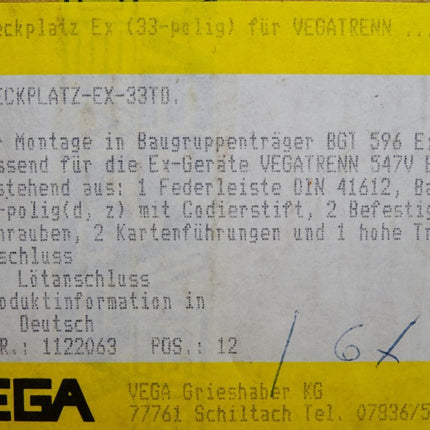 eckplatz Ex (33-polig) für VEGATRENN ...
ECKPLATZ-EX-33TD.
r Montage in Baugruppenträger BGT 596 Ex
ssend für die Ex-Geräte VEGATRENN 547V E
stehend aus: 1 Federleiste DIN 41612, Ba
-polig(d, z) mit Codierstift, 2 Befestig
hrauben, 2 Kartenführungen und 1 hohe Tr
schluss
Lötanschluss
oduktinformation in
Deutsch
R.: 1122063 POS.: 12
/ 6x
EGA VEGA Grieshaber KG
77761 Schiltach Tel. 07836/5